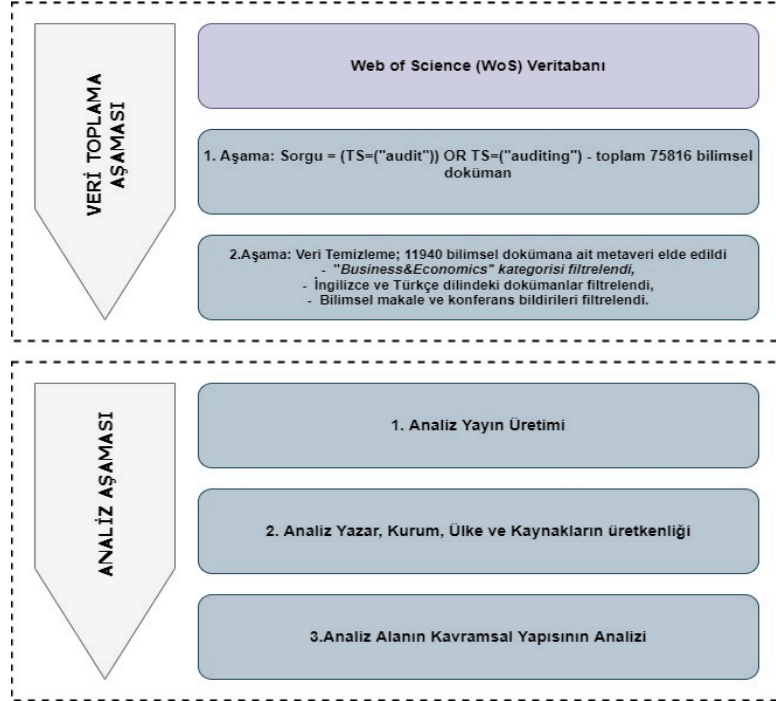 VERİ TOPLAMA
AŞAMASI
Web of Science (WoS) Veritabanı
1. Aşama: Sorgu = (TS=("audit")) OR TS=("auditing") - toplam 75816 bilimsel
doküman
2.Aşama: Veri Temizleme; 11940 bilimsel dokümana ait metaveri elde edildi
- "Business&Economics" kategorisi filtrelendi,
- İngilizce ve Türkçe dilindeki dokümanlar filtrelendi,
- Bilimsel makale ve konferans bildirileri filtrelendi.
ANALİZ AŞAMASI
1. Analiz Yayın Üretimi
2. Analiz Yazar, Kurum, Ülke ve Kaynakların üretkenliği
3.Analiz Alanın Kavramsal Yapısının Analizi